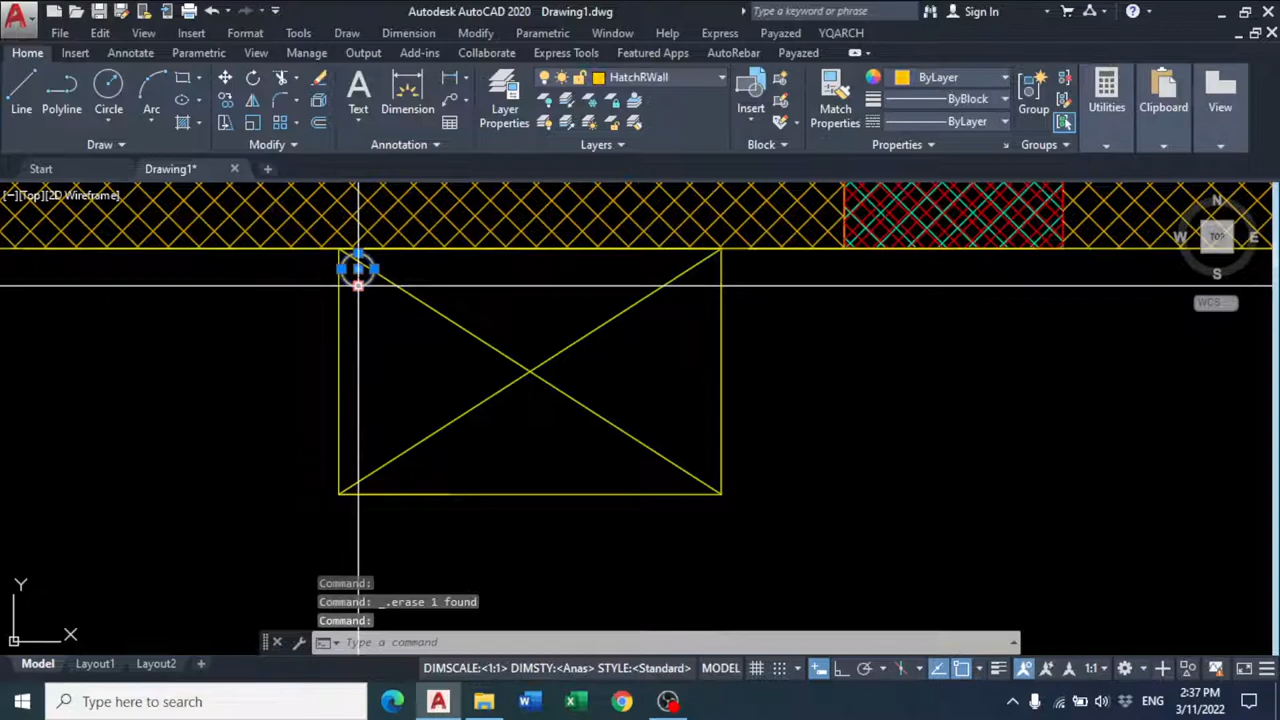 Autodesk AutoCAD 2020 Drawing1.dwg
Type a keyword or phrase
Sign In
File Edit View Insert Format Tools Draw Dimension Modify Parametric Window Help Express Payazed YQARCH
Home Insert Annotate Parametric View Manage Output Add-ins Collaborate Express Tools Featured Apps AutoRebar Payazed
HatchRWall
ByLayer
ByBlock
ByLayer
Line Polyline Circle Arc
Text Dimension
Layer Properties
Insert
Match Properties
Group
Utilities
Clipboard
View
Draw Modify Annotation Layers Block Properties Groups
Start Drawing1*
[−][Top][2D Wireframe]
N
W TOP E
S
WCS
Y
X
Command:
Command: _.erase 1 found
Command:
Type a command
Model Layout1 Layout2
DIMSCALE:<1:1> DIMSTY:<Anas> STYLE:<Standard> MODEL 1:1
Type here to search
2:37 PM
3/11/2022